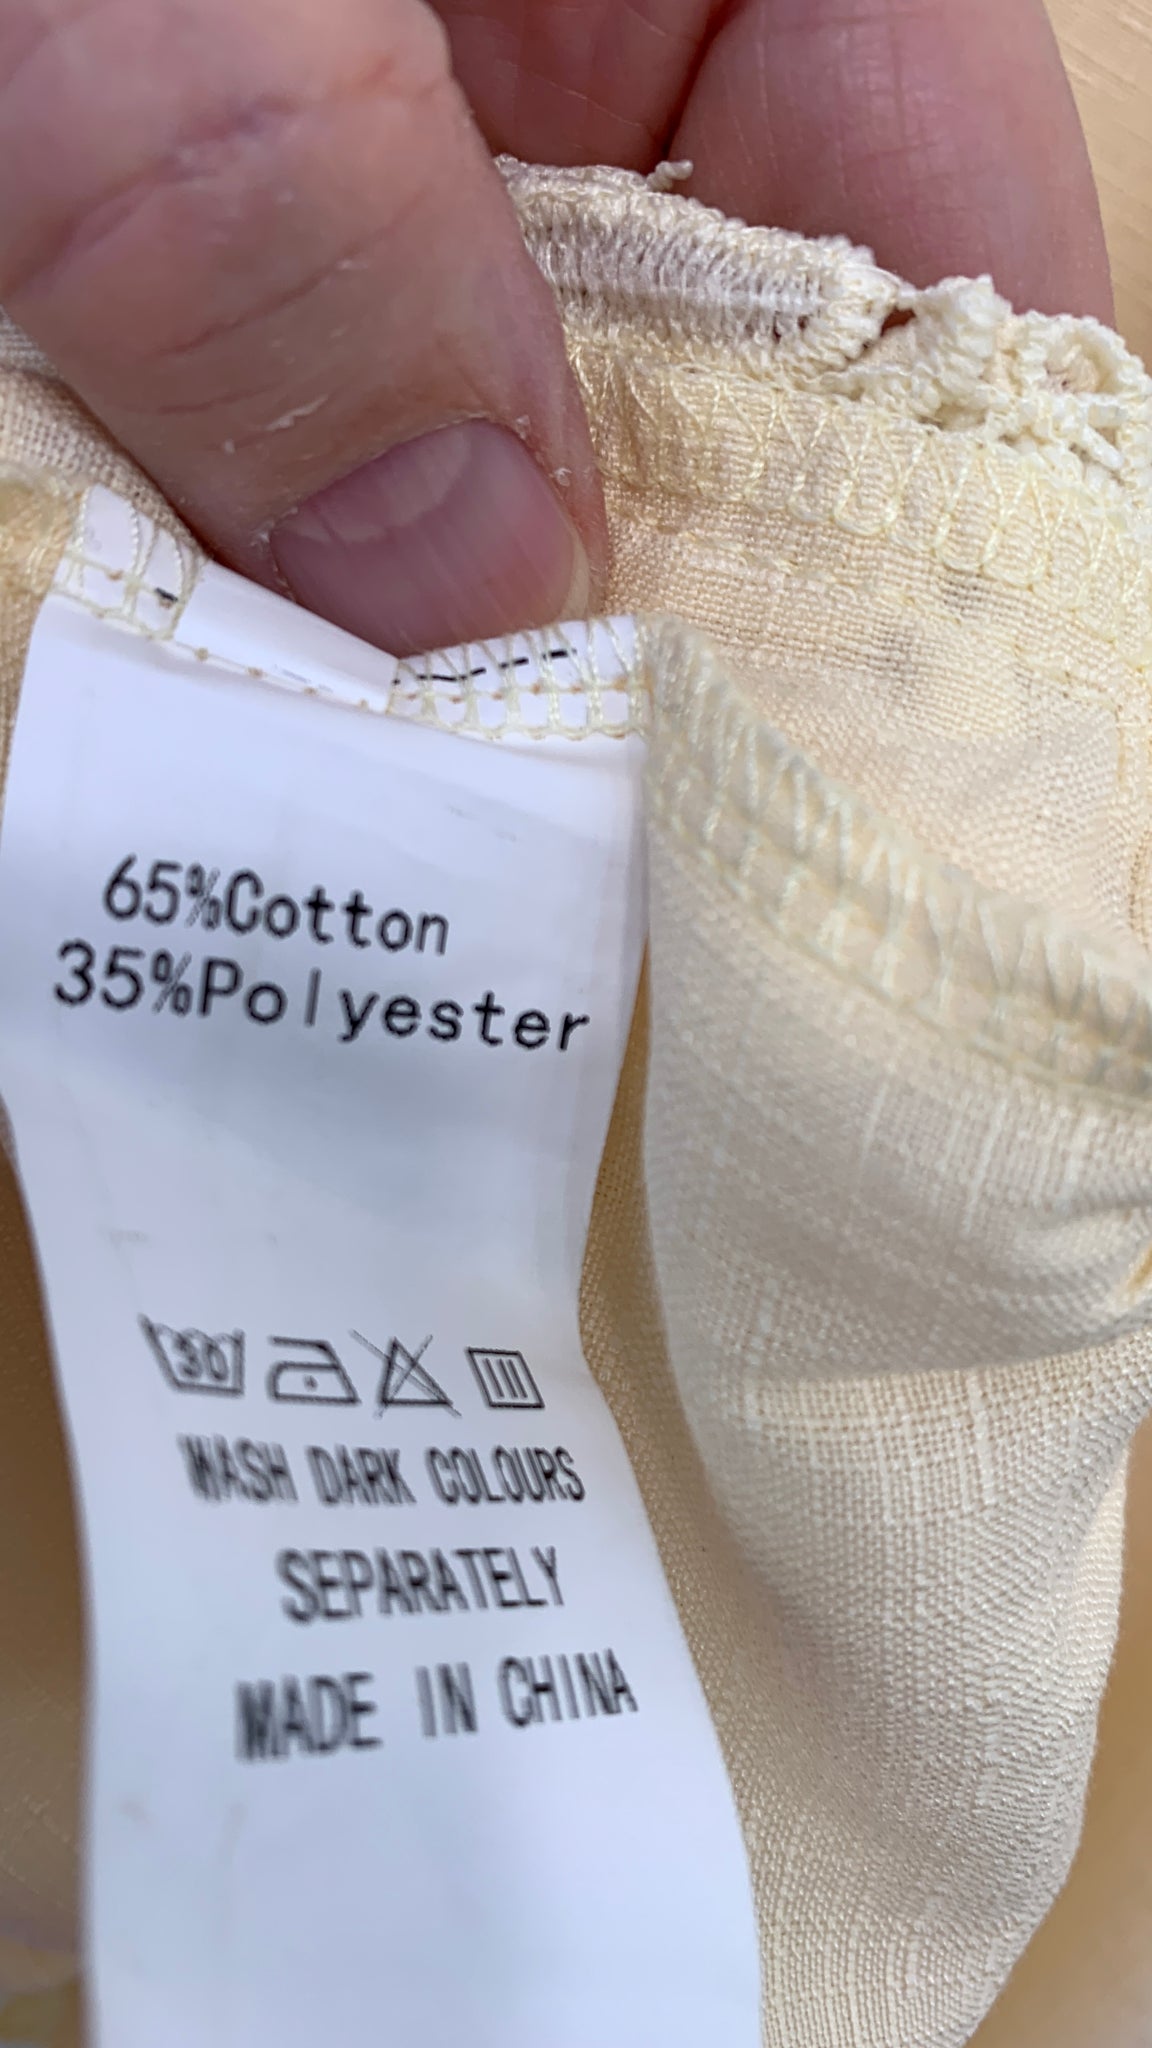 65%Cotton
35%Polyester
30
WASH DARK COLOURS
SEPARATELY
MADE IN CHINA